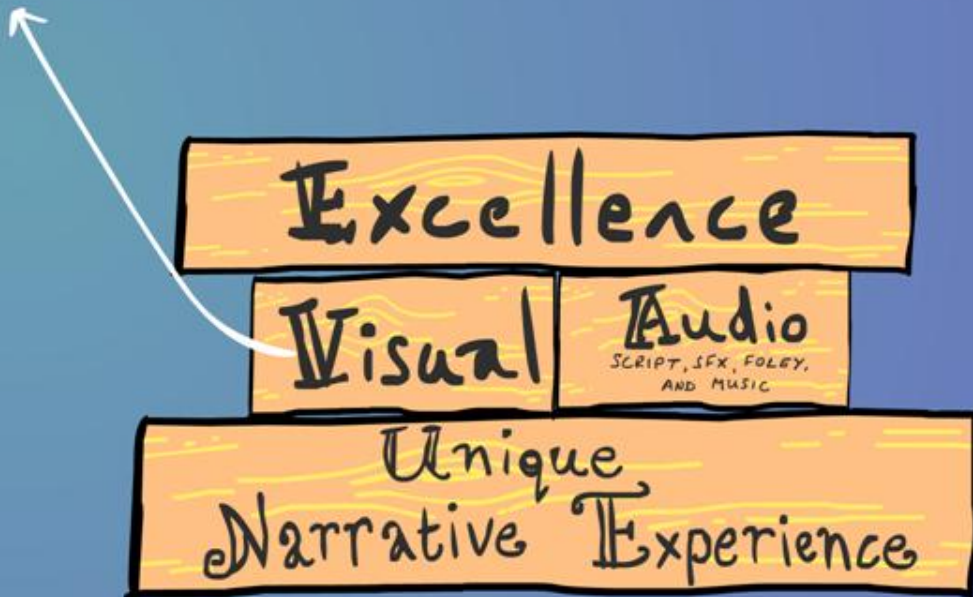 Excellence
Visual
Audio
SCRIPT, SFX, FOLEY,
AND MUSIC
Unique
Narrative Experience